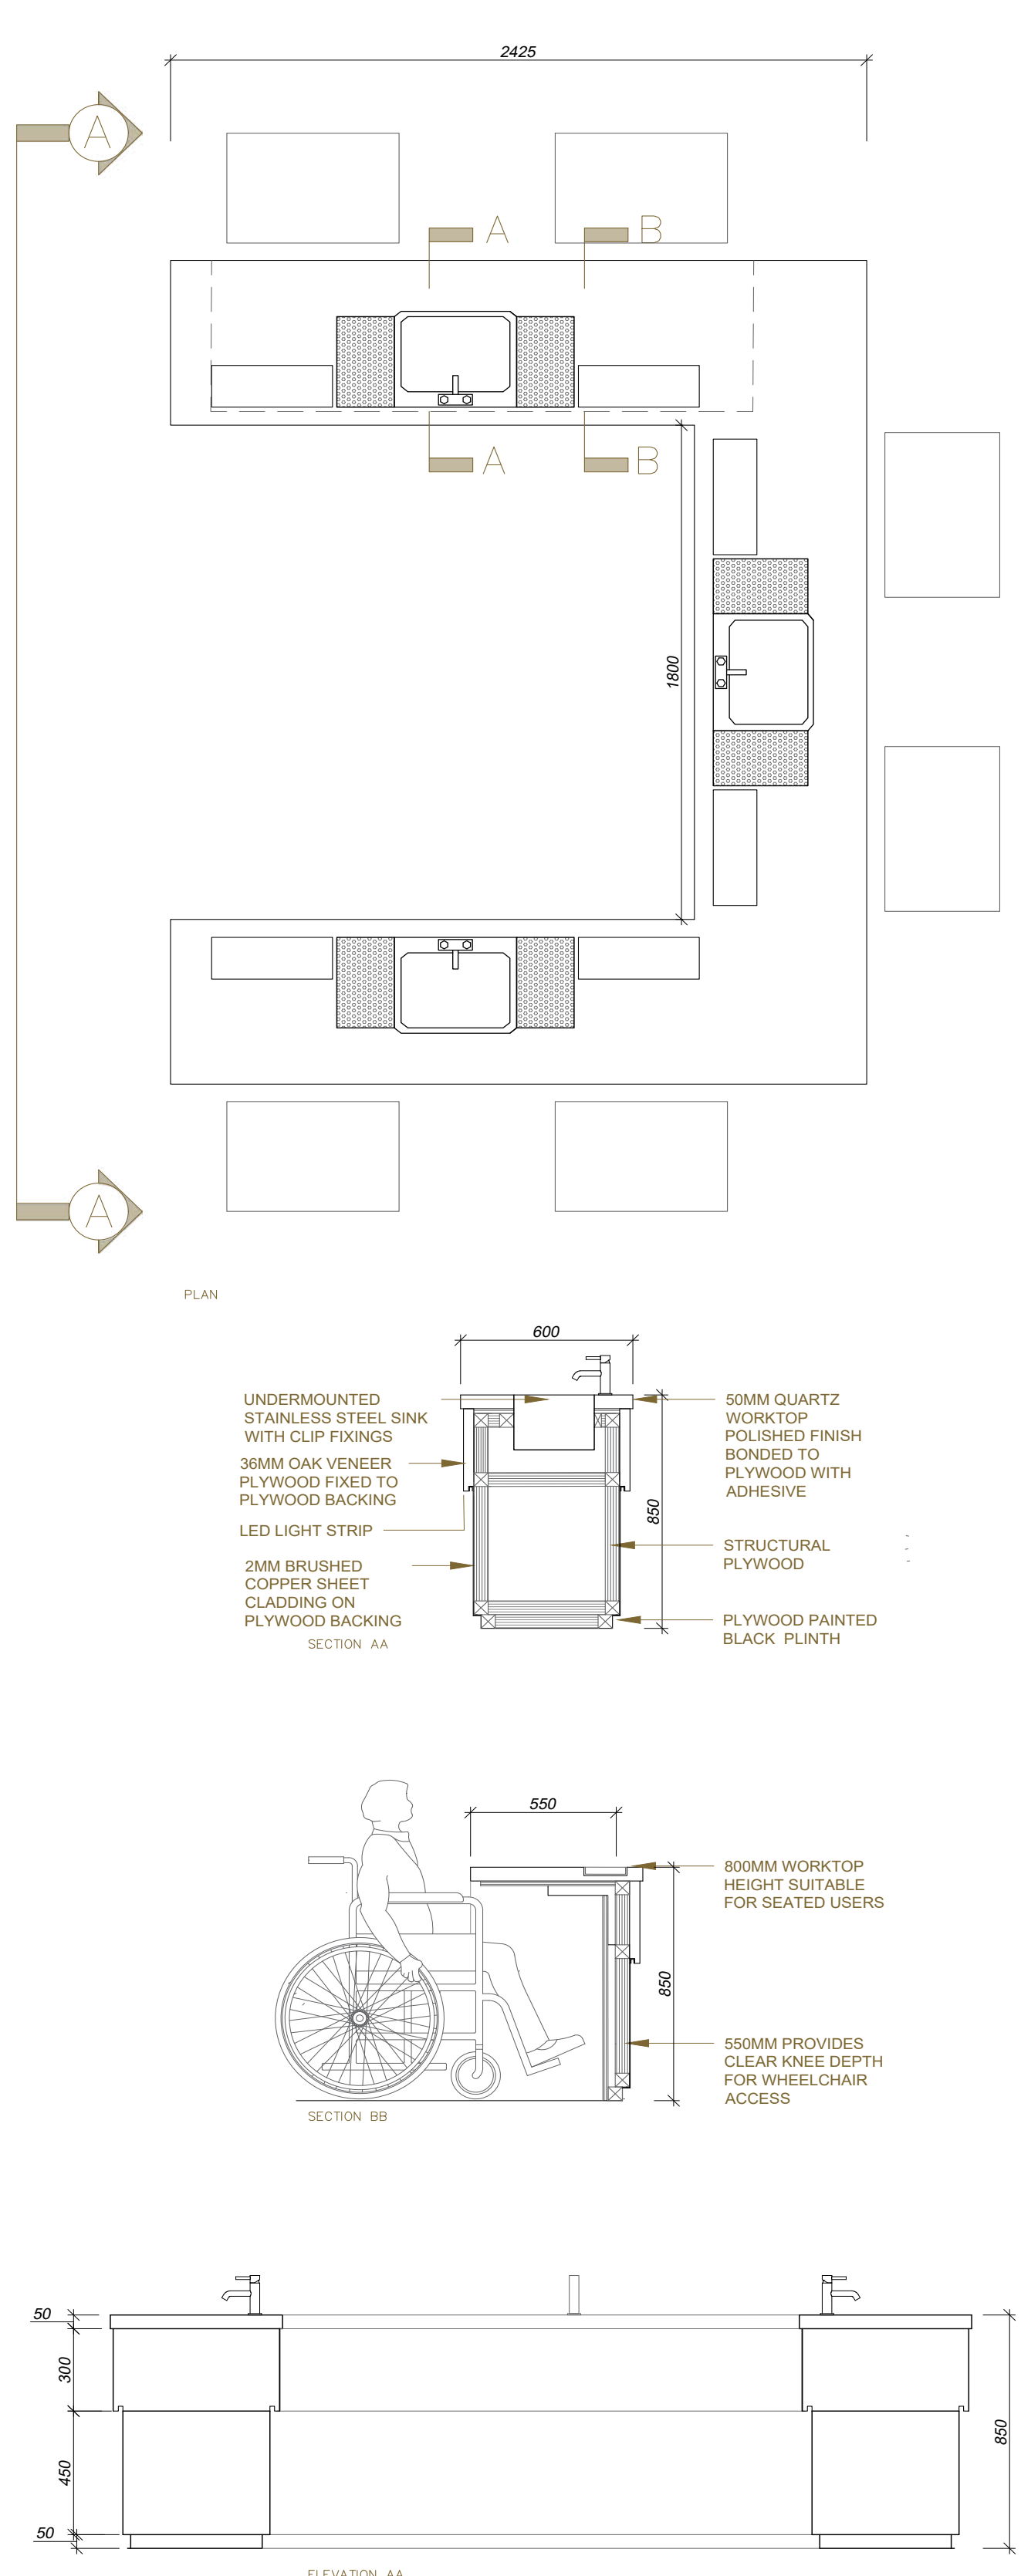 2425
A
A
B
A
B
1800
A
PLAN
600
UNDERMOUNTED
STAINLESS STEEL SINK
WITH CLIP FIXINGS
36MM OAK VENEER
PLYWOOD FIXED TO
PLYWOOD BACKING
LED LIGHT STRIP
2MM BRUSHED
COPPER SHEET
CLADDING ON
PLYWOOD BACKING
50MM QUARTZ
WORKTOP
POLISHED FINISH
BONDED TO
PLYWOOD WITH
ADHESIVE
850
STRUCTURAL
PLYWOOD
PLYWOOD PAINTED
BLACK PLINTH
SECTION AA
550
800MM WORKTOP
HEIGHT SUITABLE
FOR SEATED USERS
850
550MM PROVIDES
CLEAR KNEE DEPTH
FOR WHEELCHAIR
ACCESS
SECTION BB
50
300
450
50
850
ELEVATION AA